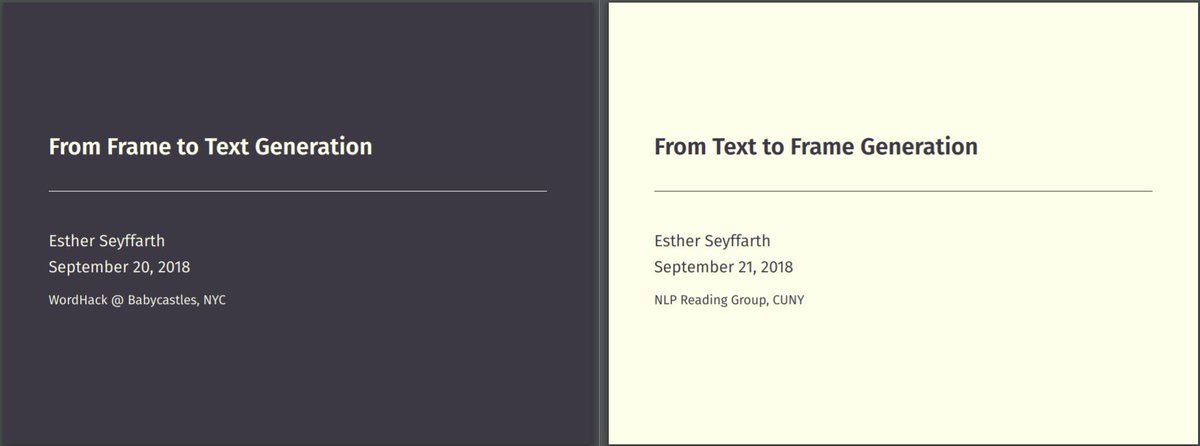 From Frame to Text Generation
Esther Seyffarth
September 20, 2018
WordHack @ Babycastles, NYC
From Text to Frame Generation
Esther Seyffarth
September 21, 2018
NLP Reading Group, CUNY